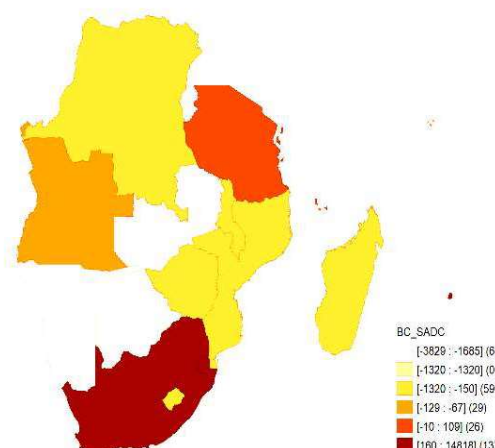 BC_SADC
[-3829 : -1685] (6
[-1320 : -1320] (0
[-1320 : -150] (59
[-129 : -67] (29)
[-10 : 109] (26)
[160 : 14818] (13